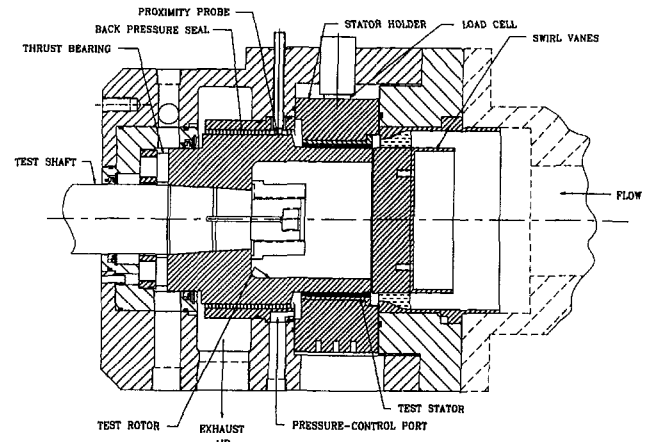 PROXIMITY PROBE
BACK PRESSURE SEAL
THRUST BEARING
STATOR HOLDER
LOAD CELL
SWIRL VANES
TEST SHAFT
FLOW
TEST ROTOR
EXHAUST
PRESSURE-CONTROL PORT
TEST STATOR